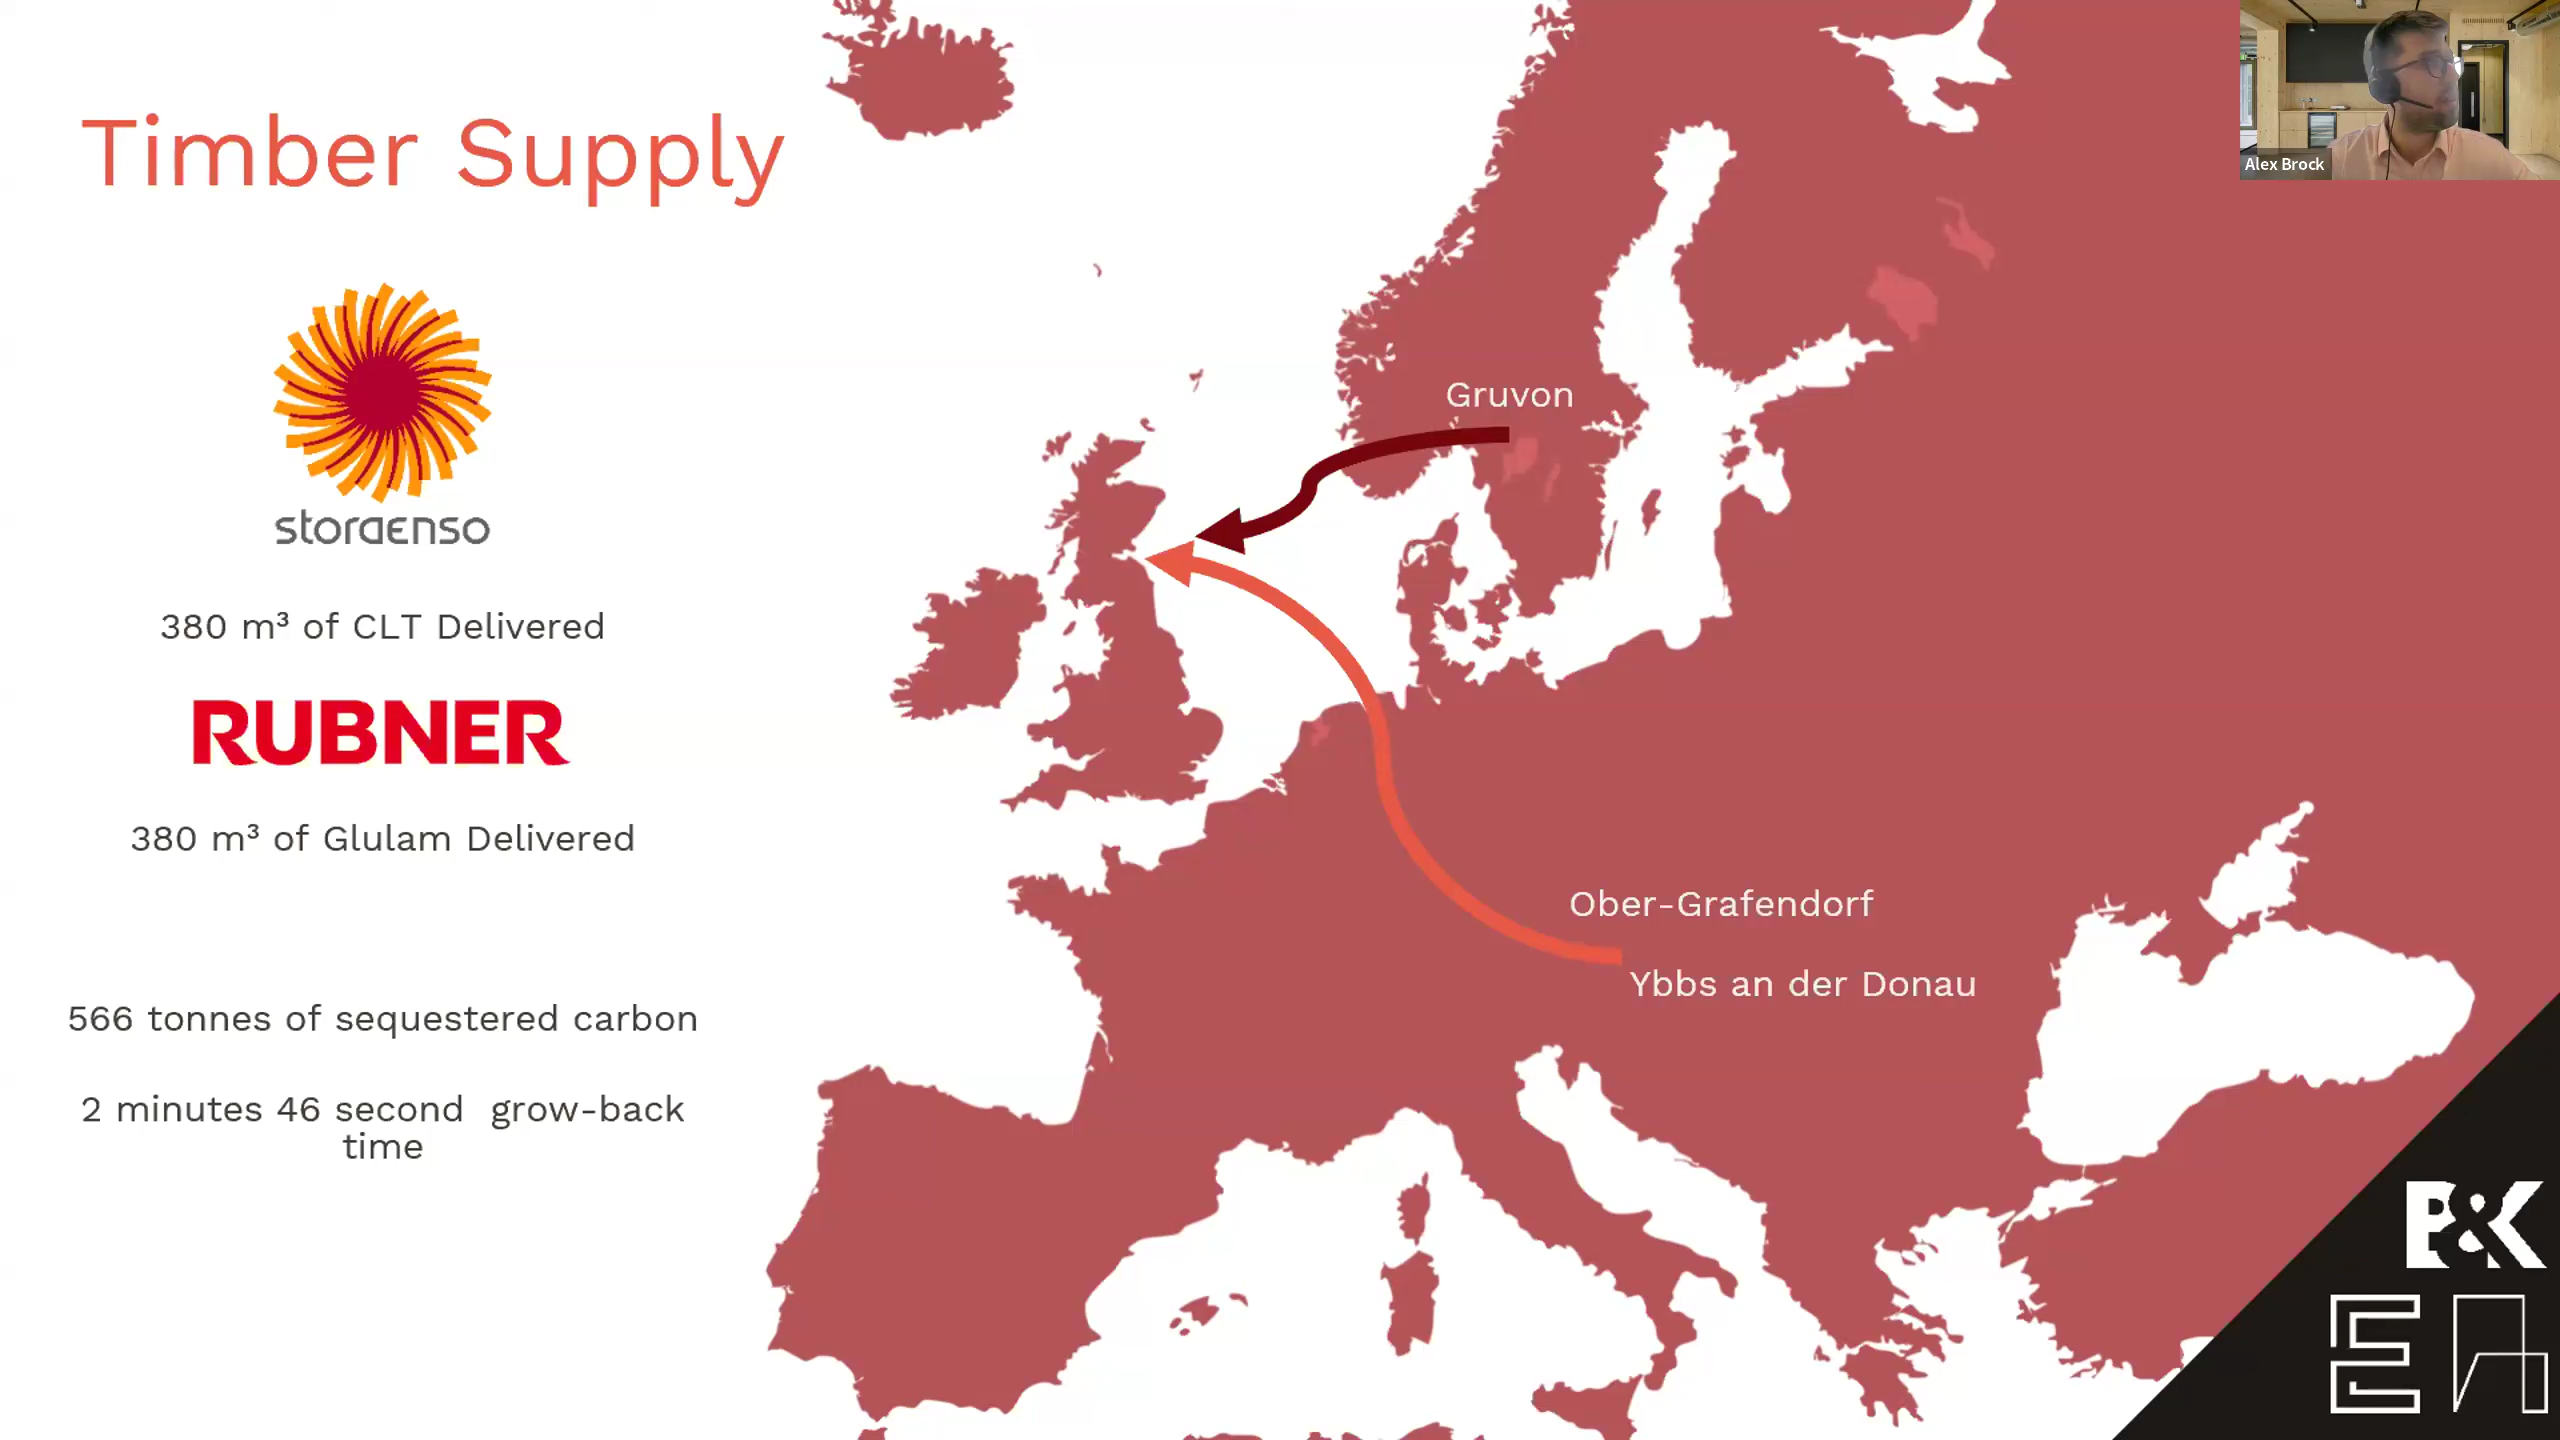 Timber Supply
storaenso
380 m³ of CLT Delivered
RUBNER
380 m³ of Glulam Delivered
566 tonnes of sequestered carbon
2 minutes 46 second  grow-back
time
Gruvon
Ober-Grafendorf
Ybbs an der Donau
Alex Brock
B&K
EA